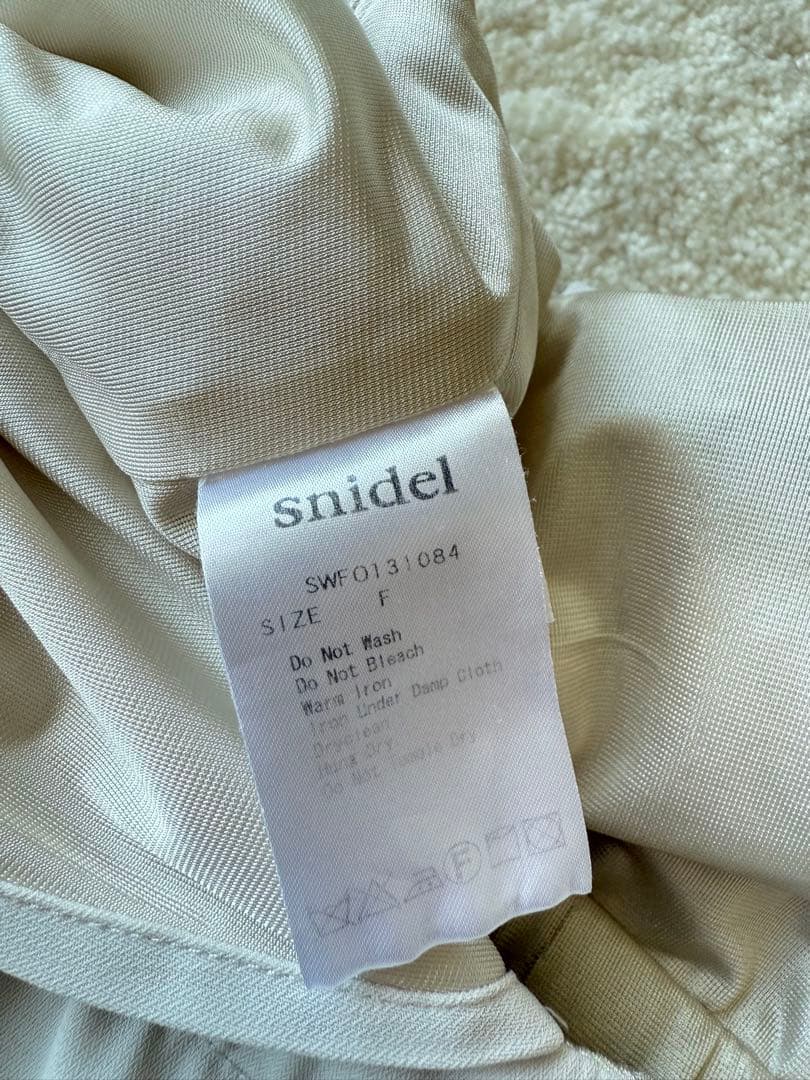 snidel
SWFO131084
SIZE F
Do Not Wash
Do Not Bleach
Warm Iron
Iron Under Damp Cloth
Dryclean
Hung Dry
Do Not Tumble Dry
F